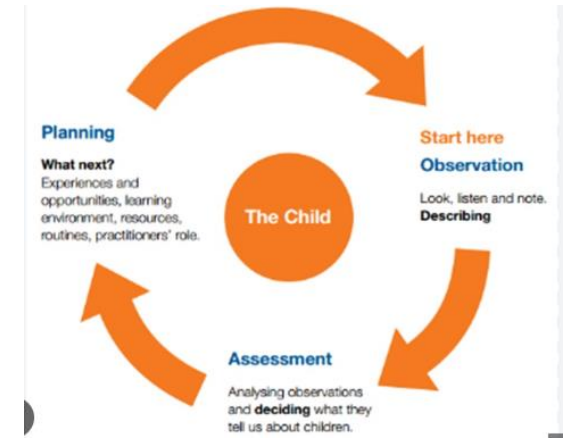 Planning
What next?
Experiences and
opportunities, learning
environment, resources,
routines, practitioners' role.
The Child
Start here
Observation
Look, listen and note.
Describing
Assessment
Analysing observations
and deciding what they
tell us about children.